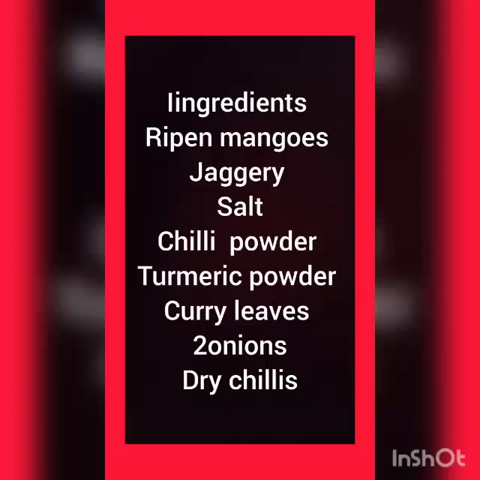 Iingredients
Ripen mangoes
Jaggery
Salt
Chilli  powder
Turmeric powder
Curry leaves
2onions
Dry chillis
InShOt